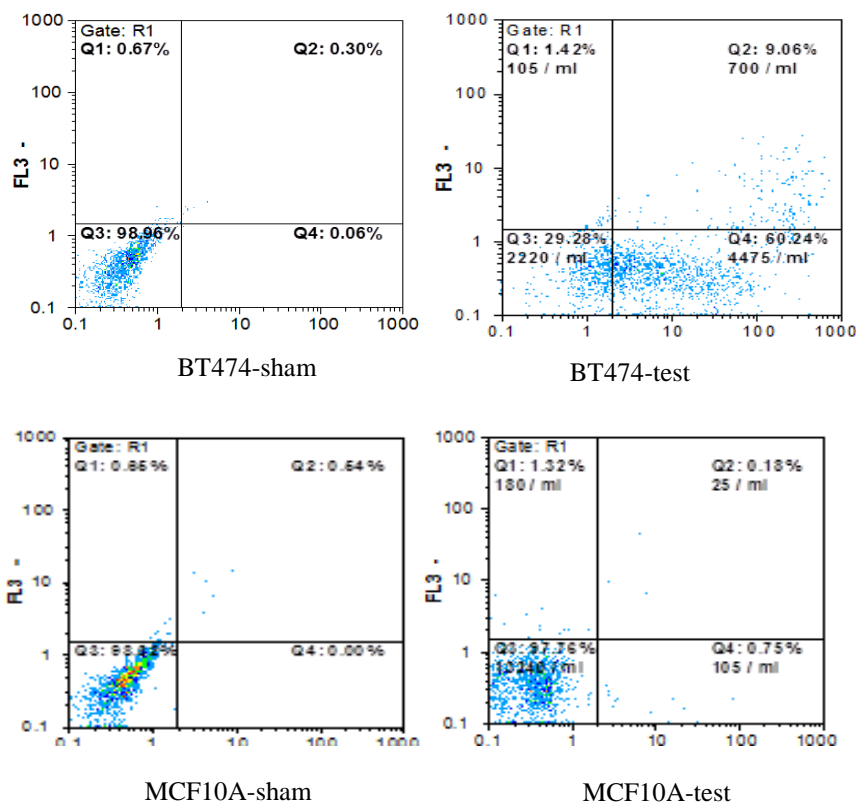 1000
Gate: R1
Q1: 0.67%
Q2: 0.30%
100
FL3 -
10
1
Q3: 98.96%
Q4: 0.06%
0.1
0.1 1 10 100 1000
BT474-sham
1000
Gate: R1
Q1: 1.42%
105 / ml
Q2: 9.06%
700 / ml
100
FL3 -
10
1
Q3: 29.28%
2220 / ml
Q4: 60.24%
4475 / ml
0.1
0.1 1 10 100 1000
BT474-test
1000
Gate: R1
Q1: 0.65%
Q2: 0.54%
100
FL3 -
10
1
Q3:
Q4: 0.00%
0.1
0.1 1 10 100 1000
MCF10A-sham
1000
Gate: R1
Q1: 1.32%
180 / ml
Q2: 0.18%
25 / ml
100
FL3 -
10
1
Q3: 97.76%
/ ml
Q4: 0.75%
105 / ml
0.1
0.1 1 10 100 1000
MCF10A-test